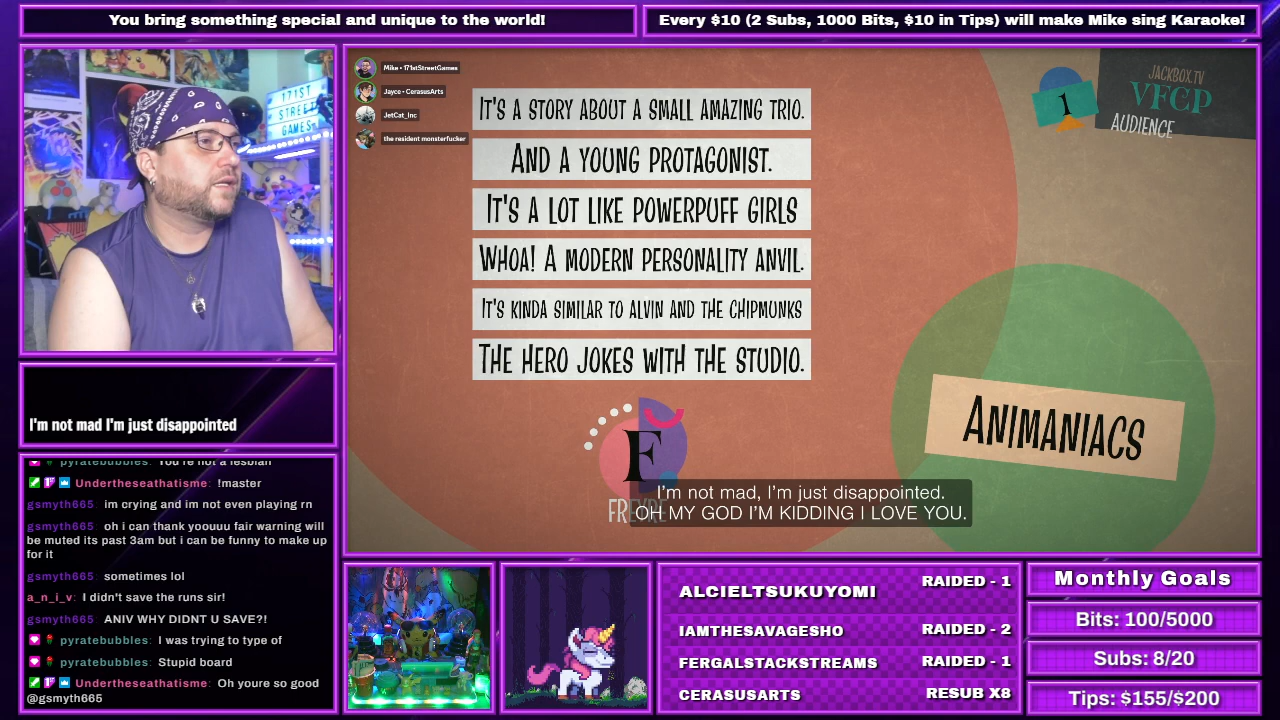 You bring something special and unique to the world!
Every $10 (2 Subs, 1000 Bits, $10 in Tips) will make Mike sing Karaoke!
171ST
STREET
GAMES
Mike • 171stStreetGames
Jayce • CerasusArts
JetCat_Inc
the resident monsterfucker
IT'S A STORY ABOUT A SMALL AMAZING TRIO.
AND A YOUNG PROTAGONIST.
IT'S A LOT LIKE POWERPUFF GIRLS
WHOA! A MODERN PERSONALITY ANVIL.
IT'S KINDA SIMILAR TO ALVIN AND THE CHIPMUNKS
THE HERO JOKES WITH THE STUDIO.
1
AUDIENCE
JACKBOX.TV
VFCP
ANIMANIACS
F
FREYRE
I'm not mad, I'm just disappointed.
OH MY GOD I'M KIDDING I LOVE YOU.
I'm not mad I'm just disappointed
pyratebubbles: You're not a lesbian
Undertheseathatisme: !master
gsmyth665: im crying and im not even playing rn
gsmyth665: oh i can thank yoouuu fair warning will
be muted its past 3am but i can be funny to make up
for it
gsmyth665: sometimes lol
a_n_i_v: I didn't save the runs sir!
gsmyth665: ANIV WHY DIDNT U SAVE?!
pyratebubbles: I was trying to type of
pyratebubbles: Stupid board
Undertheseathatisme: Oh youre so good
@gsmyth665
ALCIELTSUKUYOMI RAIDED - 1
IAMTHESAVAGESHO RAIDED - 2
FERGALSTACKSTREAMS RAIDED - 1
CERASUSARTS RESUB X8
Monthly Goals
Bits: 100/5000
Subs: 8/20
Tips: $155/$200